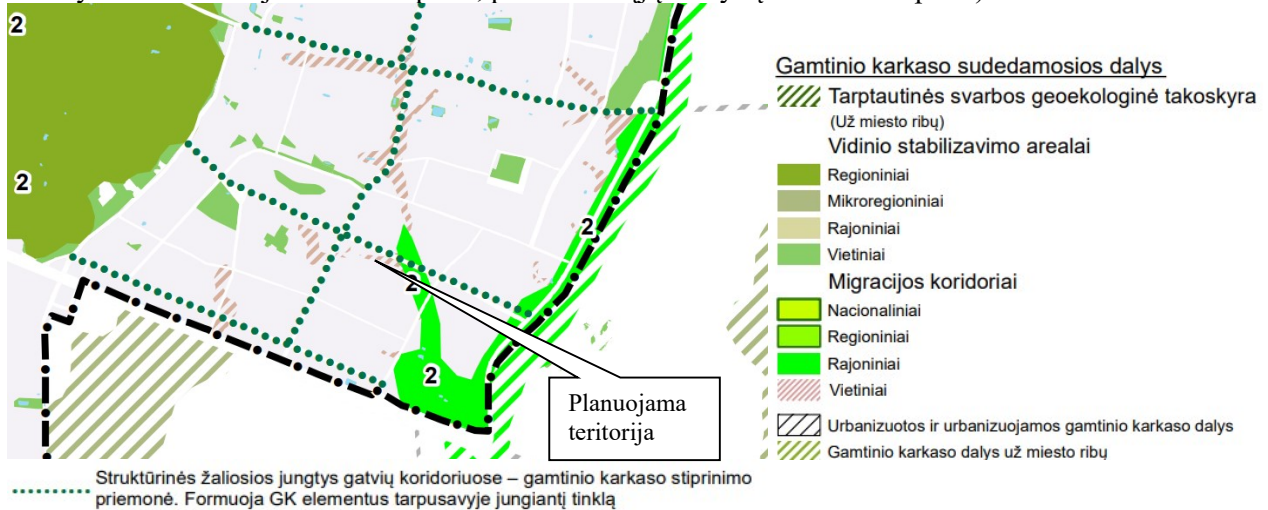 2
2
2
2
2
Planuojama
teritorija
Gamtinio karkaso sudedamosios dalys
Tarptautinės svarbos geoekologinė takoskyra
(Už miesto ribų)
Vidinio stabilizavimo arealai
Regioniniai
Mikroregioniniai
Rajoniniai
Vietiniai
Migracijos koridoriai
Nacionaliniai
Regioniniai
Rajoniniai
Vietiniai
Urbanizuotos ir urbanizuojamos gamtinio karkaso dalys
Gamtinio karkaso dalys už miesto ribų
Struktūrinės žaliosios jungtys gatvių koridoriuose – gamtinio karkaso stiprinimo
priemonė. Formuoja GK elementus tarpusavyje jungiantį tinklą